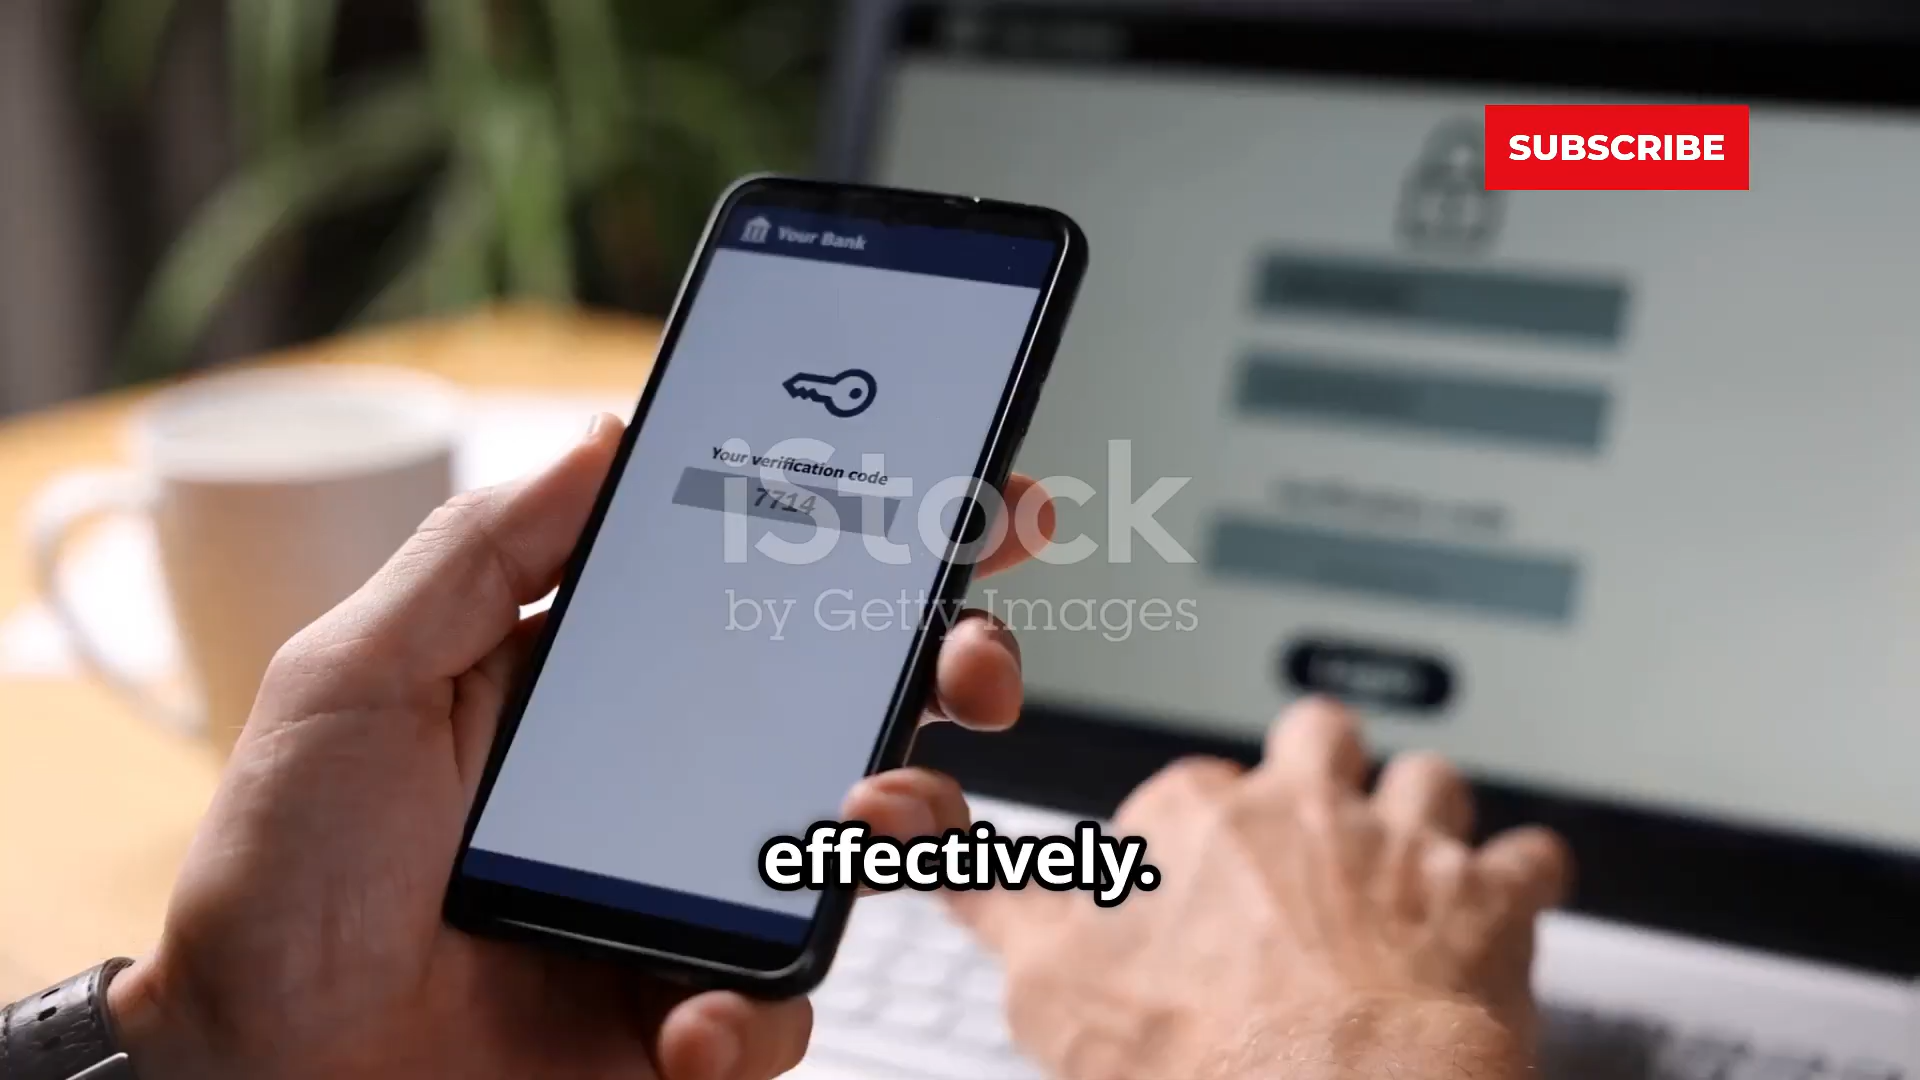 SUBSCRIBE
Your Bank
Your verification code
7714
iStock
by Getty Images
effectively.